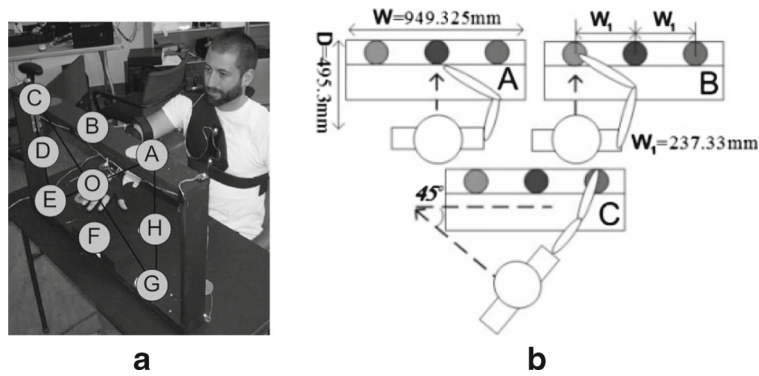 C
B
D
A
O
E
F
H
G
a
W=949.325mm
D=495.3mm
A
W₁ W₁
B
W₁=237.33mm
45°
C
b